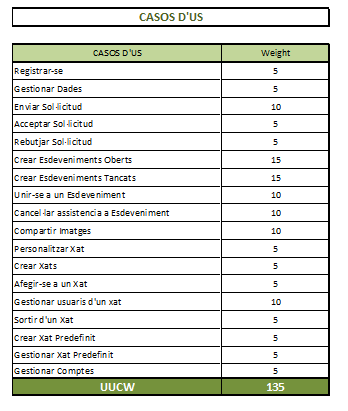 CASOS D'US
CASOS D'US Weight
Registrar-se 5
Gestionar Dades 5
Enviar Sol·licitud 10
Acceptar Sol·licitud 5
Rebutjar Sol·licitud 5
Crear Esdeveniments Oberts 15
Crear Esdeveniments Tancats 15
Unir-se a un Esdeveniment 10
Cancel·lar assistencia a Esdeveniment 10
Compartir Imatges 10
Personalitzar Xat 5
Crear Xats 5
Afegir-se a un Xat 5
Gestionar usuaris d'un xat 10
Sortir d'un Xat 5
Crear Xat Predefinit 5
Gestionar Xat Predefinit 5
Gestionar Comptes 5
UUCW 135